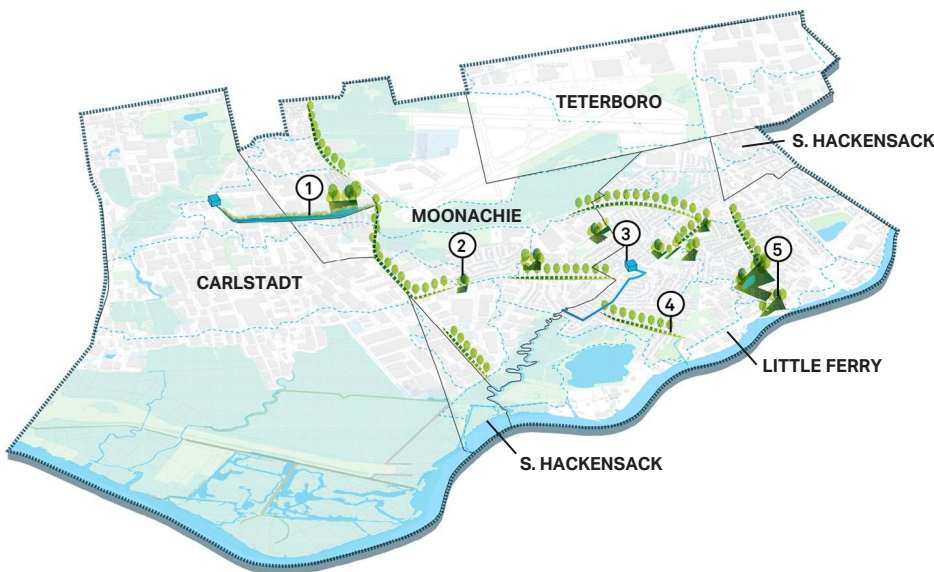 TETERBORO
S. HACKENSACK
1
MOONACHIE
2
3
5
CARLSTADT
4
LITTLE FERRY
S. HACKENSACK